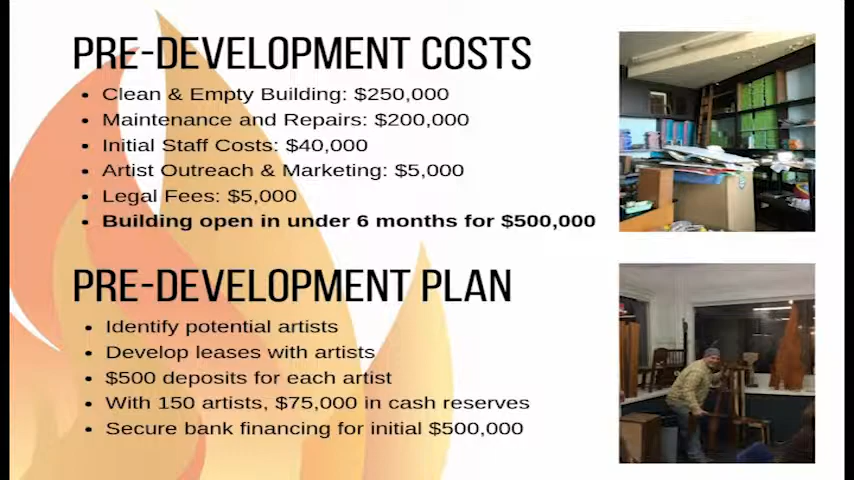 PRE-DEVELOPMENT COSTS
• Clean & Empty Building: $250,000
• Maintenance and Repairs: $200,000
• Initial Staff Costs: $40,000
• Artist Outreach & Marketing: $5,000
• Legal Fees: $5,000
• Building open in under 6 months for $500,000
PRE-DEVELOPMENT PLAN
• Identify potential artists
• Develop leases with artists
• $500 deposits for each artist
• With 150 artists, $75,000 in cash reserves
• Secure bank financing for initial $500,000